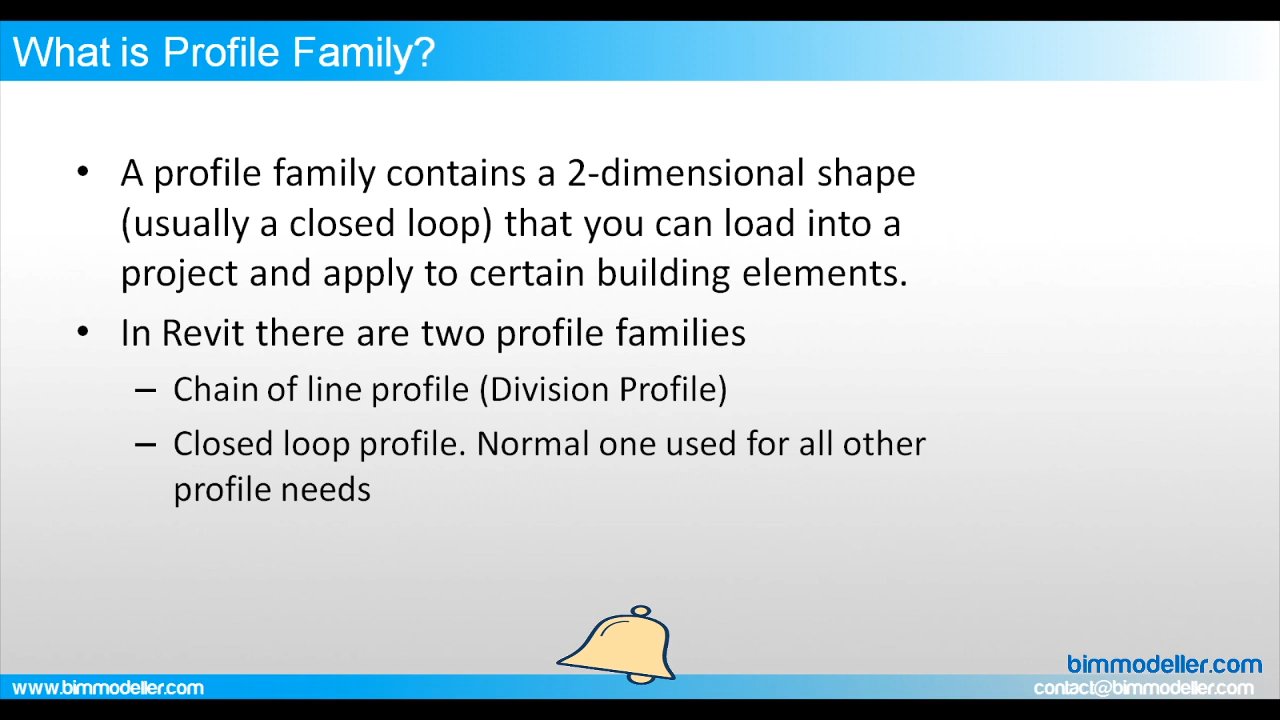 What is Profile Family?
• A profile family contains a 2-dimensional shape
(usually a closed loop) that you can load into a
project and apply to certain building elements.
• In Revit there are two profile families
– Chain of line profile (Division Profile)
– Closed loop profile. Normal one used for all other
profile needs
bimmodeller.com
www.bimmodeller.com
contact@bimmodeller.com